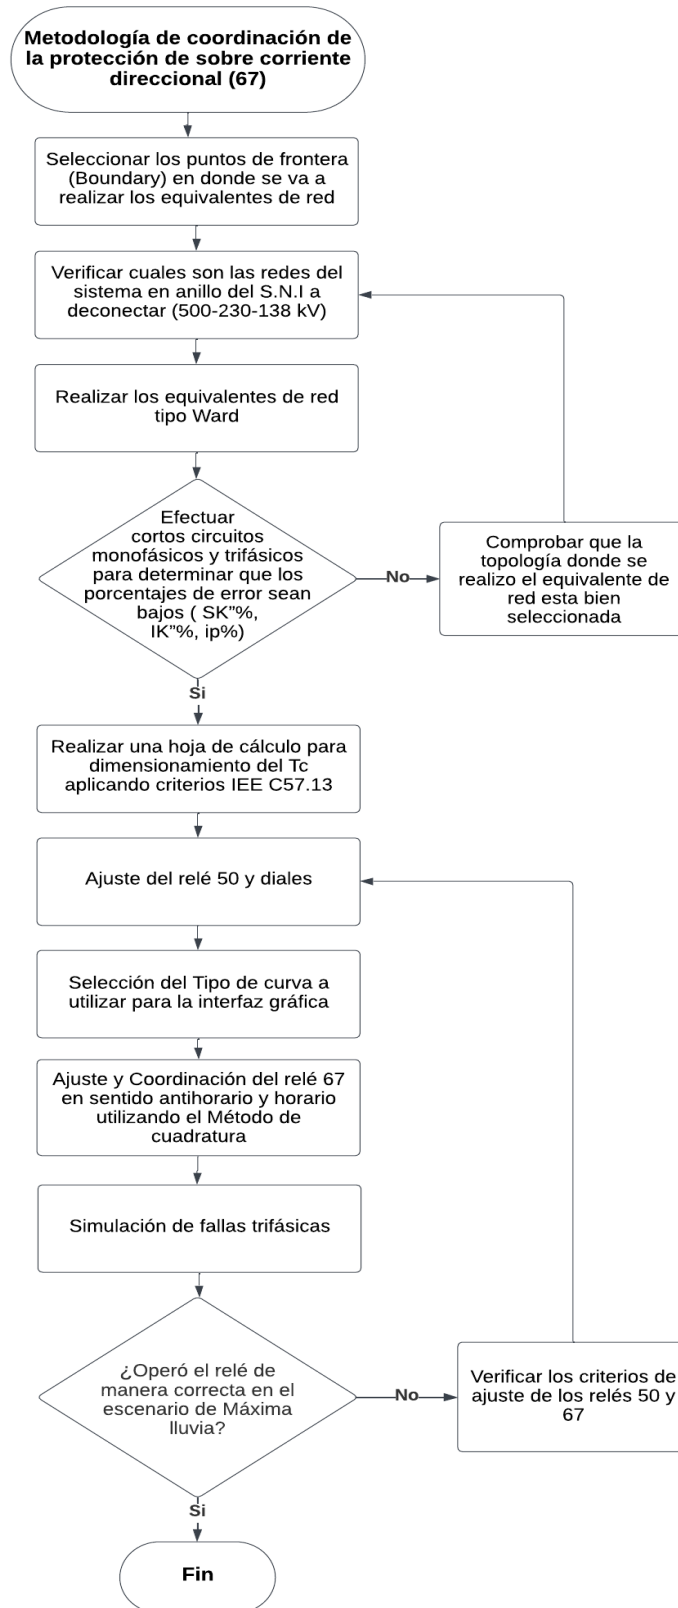 Metodología de coordinación de
la protección de sobre corriente
direccional (67)
Seleccionar los puntos de frontera
(Boundary) en donde se va a
realizar los equivalentes de red
Verificar cuales son las redes del
sistema en anillo del S.N.I a
deconectar (500-230-138 kV)
Realizar los equivalentes de red
tipo Ward
Efectuar
cortos circuitos
monofásicos y trifásicos
para determinar que los
porcentajes de error sean
bajos ( SK”%,
IK”%, ip%)
No
Comprobar que la
topología donde se
realizo el equivalente de
red esta bien
seleccionada
Si
Realizar una hoja de cálculo para
dimensionamiento del Tc
aplicando criterios IEE C57.13
Ajuste del relé 50 y diales
Selección del Tipo de curva a
utilizar para la interfaz gráfica
Ajuste y Coordinación del relé 67
en sentido antihorario y horario
utilizando el Método de
cuadratura
Simulación de fallas trifásicas
¿Operó el relé de
manera correcta en el
escenario de Máxima
lluvia?
No
Verificar los criterios de
ajuste de los relés 50 y
67
Si
Fin